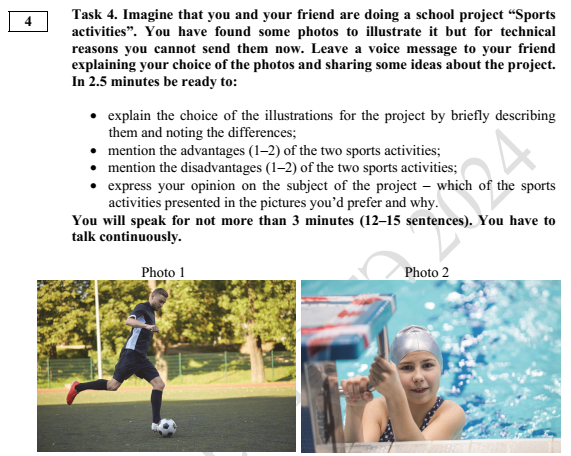 4
Task 4. Imagine that you and your friend are doing a school project “Sports
activities”. You have found some photos to illustrate it but for technical
reasons you cannot send them now. Leave a voice message to your friend
explaining your choice of the photos and sharing some ideas about the project.
In 2.5 minutes be ready to:
• explain the choice of the illustrations for the project by briefly describing
them and noting the differences;
• mention the advantages (1–2) of the two sports activities;
• mention the disadvantages (1–2) of the two sports activities;
• express your opinion on the subject of the project – which of the sports
activities presented in the pictures you’d prefer and why.
You will speak for not more than 3 minutes (12–15 sentences). You have to
talk continuously.
Photo 1
Photo 2
2024